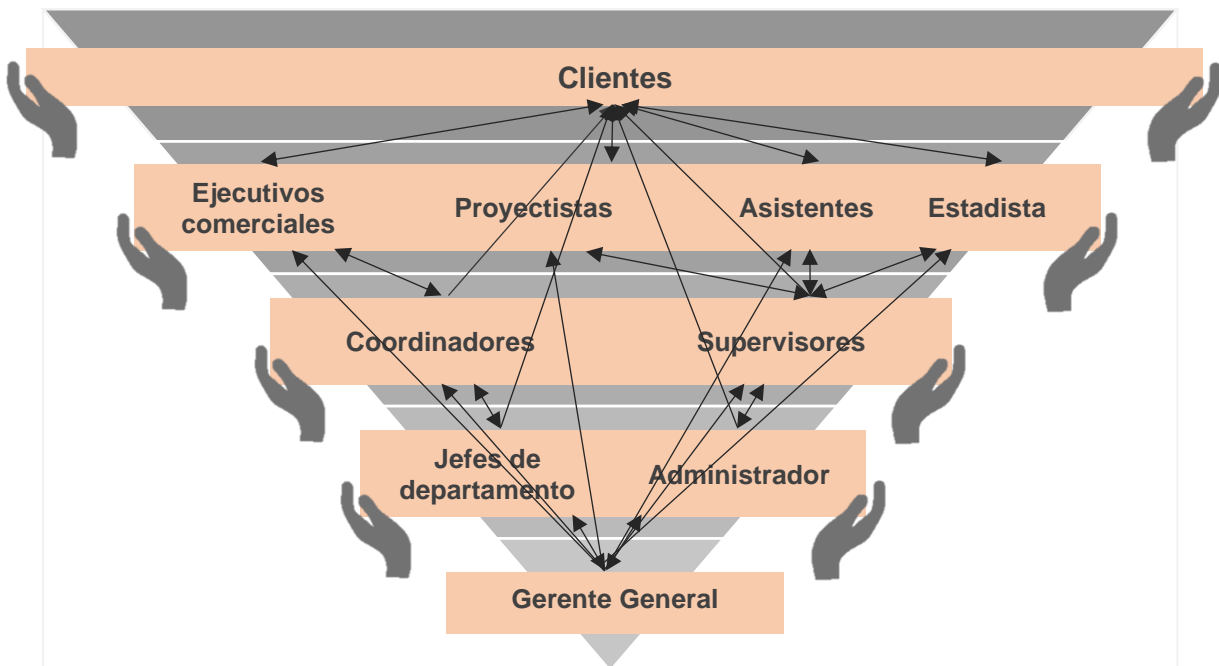 Clientes
Ejecutivos
comerciales
Proyectistas
Asistentes
Estadista
Coordinadores
Supervisores
Jefes de
departamento
Administrador
Gerente General